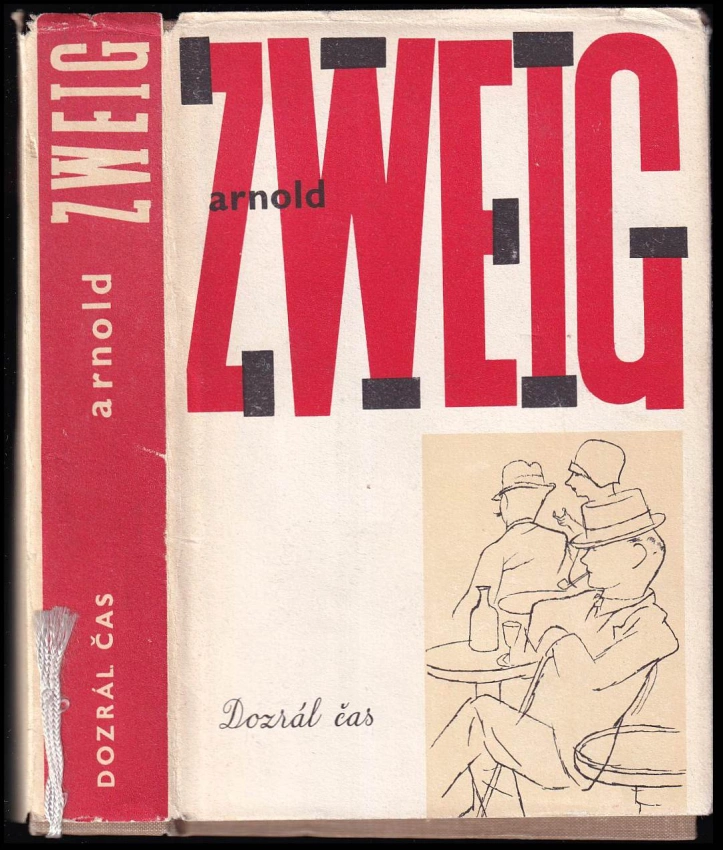 ZWEIG
arnold
DOZRÁL ČAS
ZWEIG
arnold
Dozrál čas